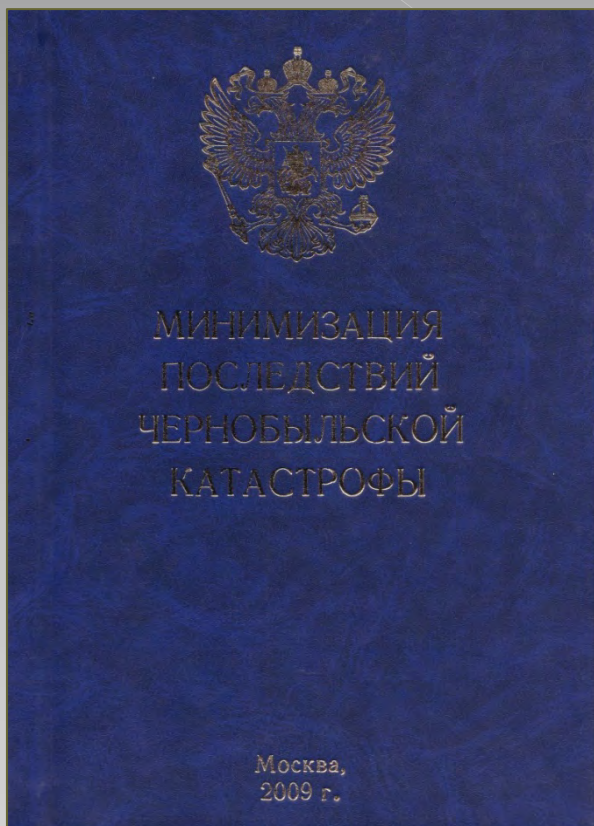 МИНИМИЗАЦИЯ
ПОСЛЕДСТВИЙ
ЧЕРНОБЫЛЬСКОЙ
КАТАСТРОФЫ
Москва,
2009 г.